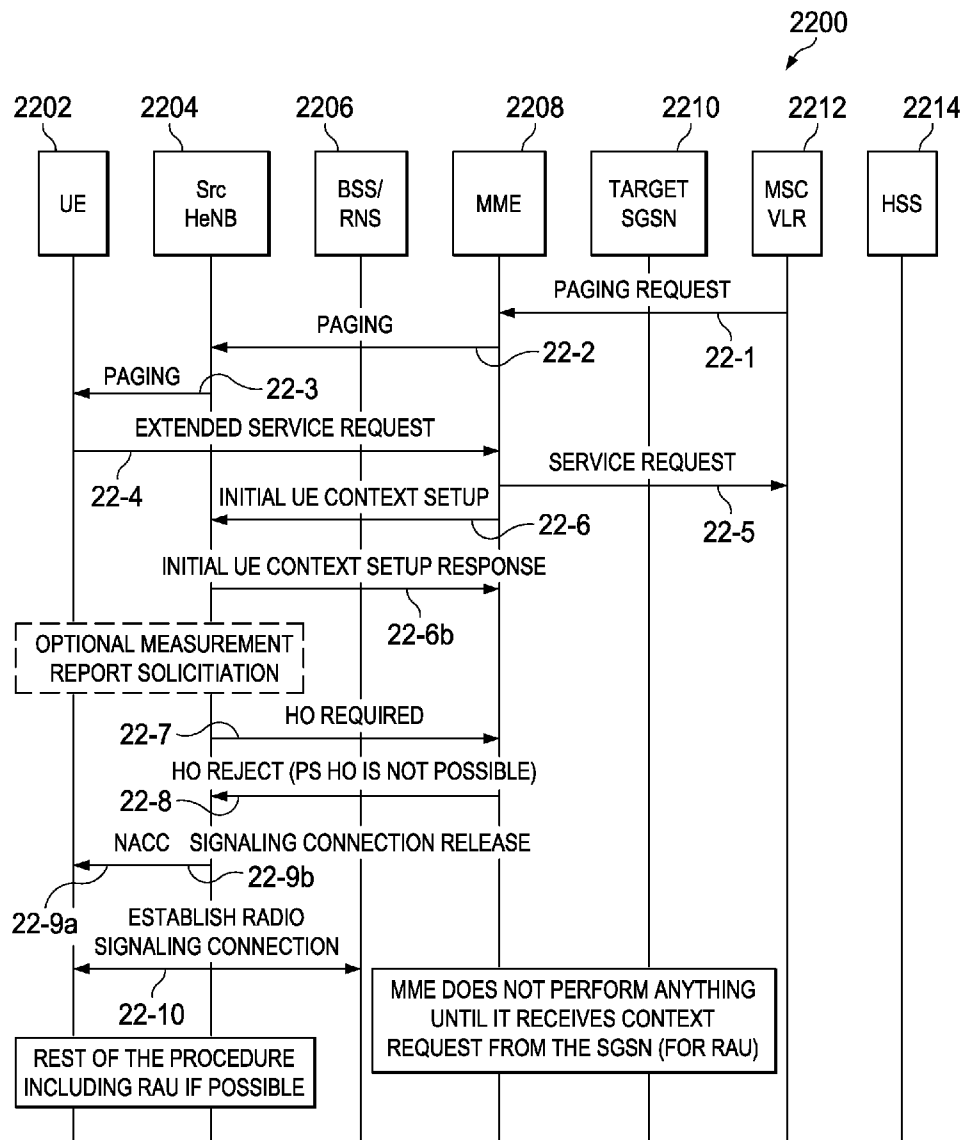 2200
2202
2204
2206
2208
2210
2212
2214
UE
Src
HeNB
BSS/
RNS
MME
TARGET
SGSN
MSC
VLR
HSS
PAGING REQUEST
22-1
PAGING
22-2
PAGING
22-3
EXTENDED SERVICE REQUEST
22-4
SERVICE REQUEST
22-5
INITIAL UE CONTEXT SETUP
22-6
INITIAL UE CONTEXT SETUP RESPONSE
22-6b
OPTIONAL MEASUREMENT
REPORT SOLICITIATION
HO REQUIRED
22-7
HO REJECT (PS HO IS NOT POSSIBLE)
22-8
NACC
SIGNALING CONNECTION RELEASE
22-9a
22-9b
ESTABLISH RADIO
SIGNALING CONNECTION
22-10
MME DOES NOT PERFORM ANYTHING
UNTIL IT RECEIVES CONTEXT
REQUEST FROM THE SGSN (FOR RAU)
REST OF THE PROCEDURE
INCLUDING RAU IF POSSIBLE